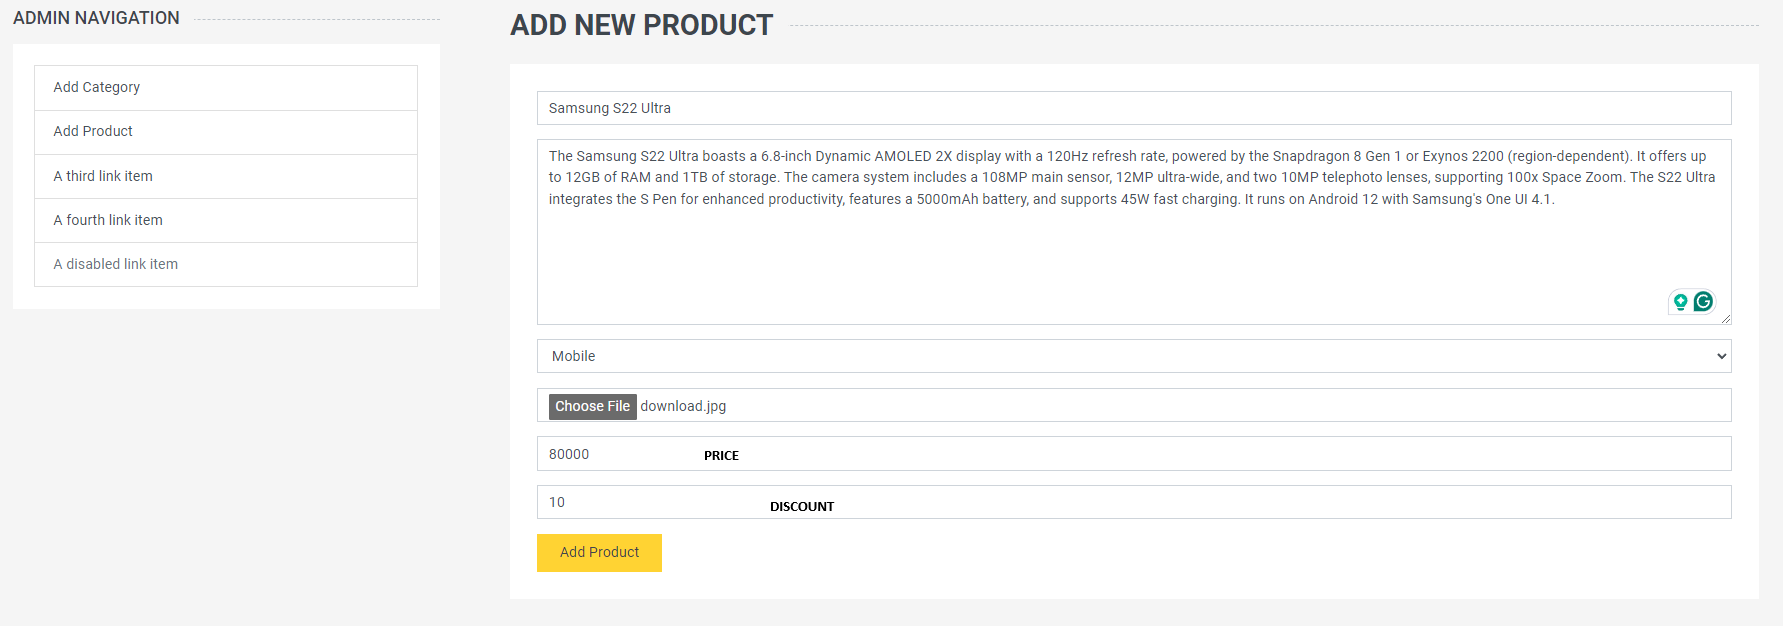 ADMIN NAVIGATION
Add Category
Add Product
A third link item
A fourth link item
A disabled link item
ADD NEW PRODUCT
Samsung S22 Ultra
The Samsung S22 Ultra boasts a 6.8-inch Dynamic AMOLED 2X display with a 120Hz refresh rate, powered by the Snapdragon 8 Gen 1 or Exynos 2200 (region-dependent). It offers up
to 12GB of RAM and 1TB of storage. The camera system includes a 108MP main sensor, 12MP ultra-wide, and two 10MP telephoto lenses, supporting 100x Space Zoom. The S22 Ultra
integrates the S Pen for enhanced productivity, features a 5000mAh battery, and supports 45W fast charging. It runs on Android 12 with Samsung's One UI 4.1.
Mobile
Choose File download.jpg
80000 PRICE
10 DISCOUNT
Add Product